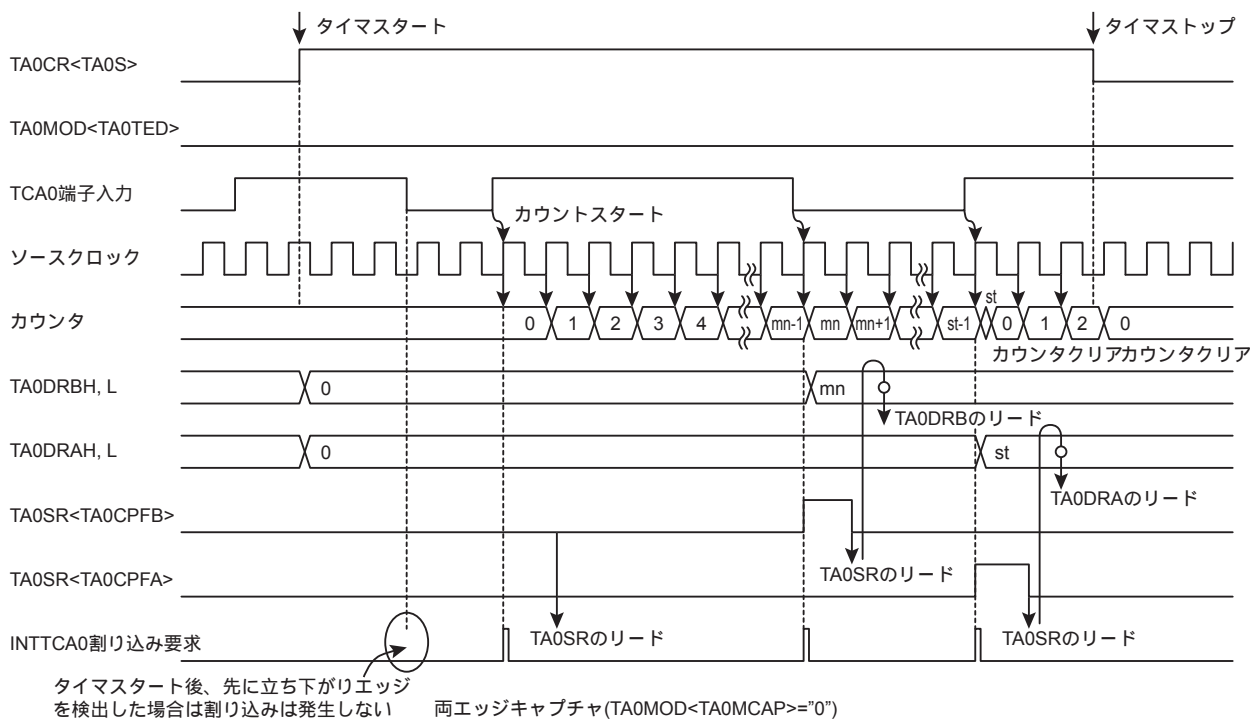 タイマスタート
タイマストップ
TA0CR<TA0S>
TA0MOD<TA0TED>
TCA0端子入力
カウントスタート
ソースクロック
カウンタ
0 1 2 3 4 mn-1 mn mn+1 st-1 st 0 1 2 0
カウンタクリア カウンタクリア
TA0DRBH, L
0 mn
TA0DRBのリード
TA0DRAH, L
0 st
TA0DRAのリード
TA0SR<TA0CPFB>
TA0SRのリード
TA0SR<TA0CPFA>
TA0SRのリード
TA0SRのリード
INTTCA0割り込み要求
タイマスタート後、先に立ち下がりエッジ
を検出した場合は割り込みは発生しない
両エッジキャプチャ(TA0MOD<TA0MCAP>="0")